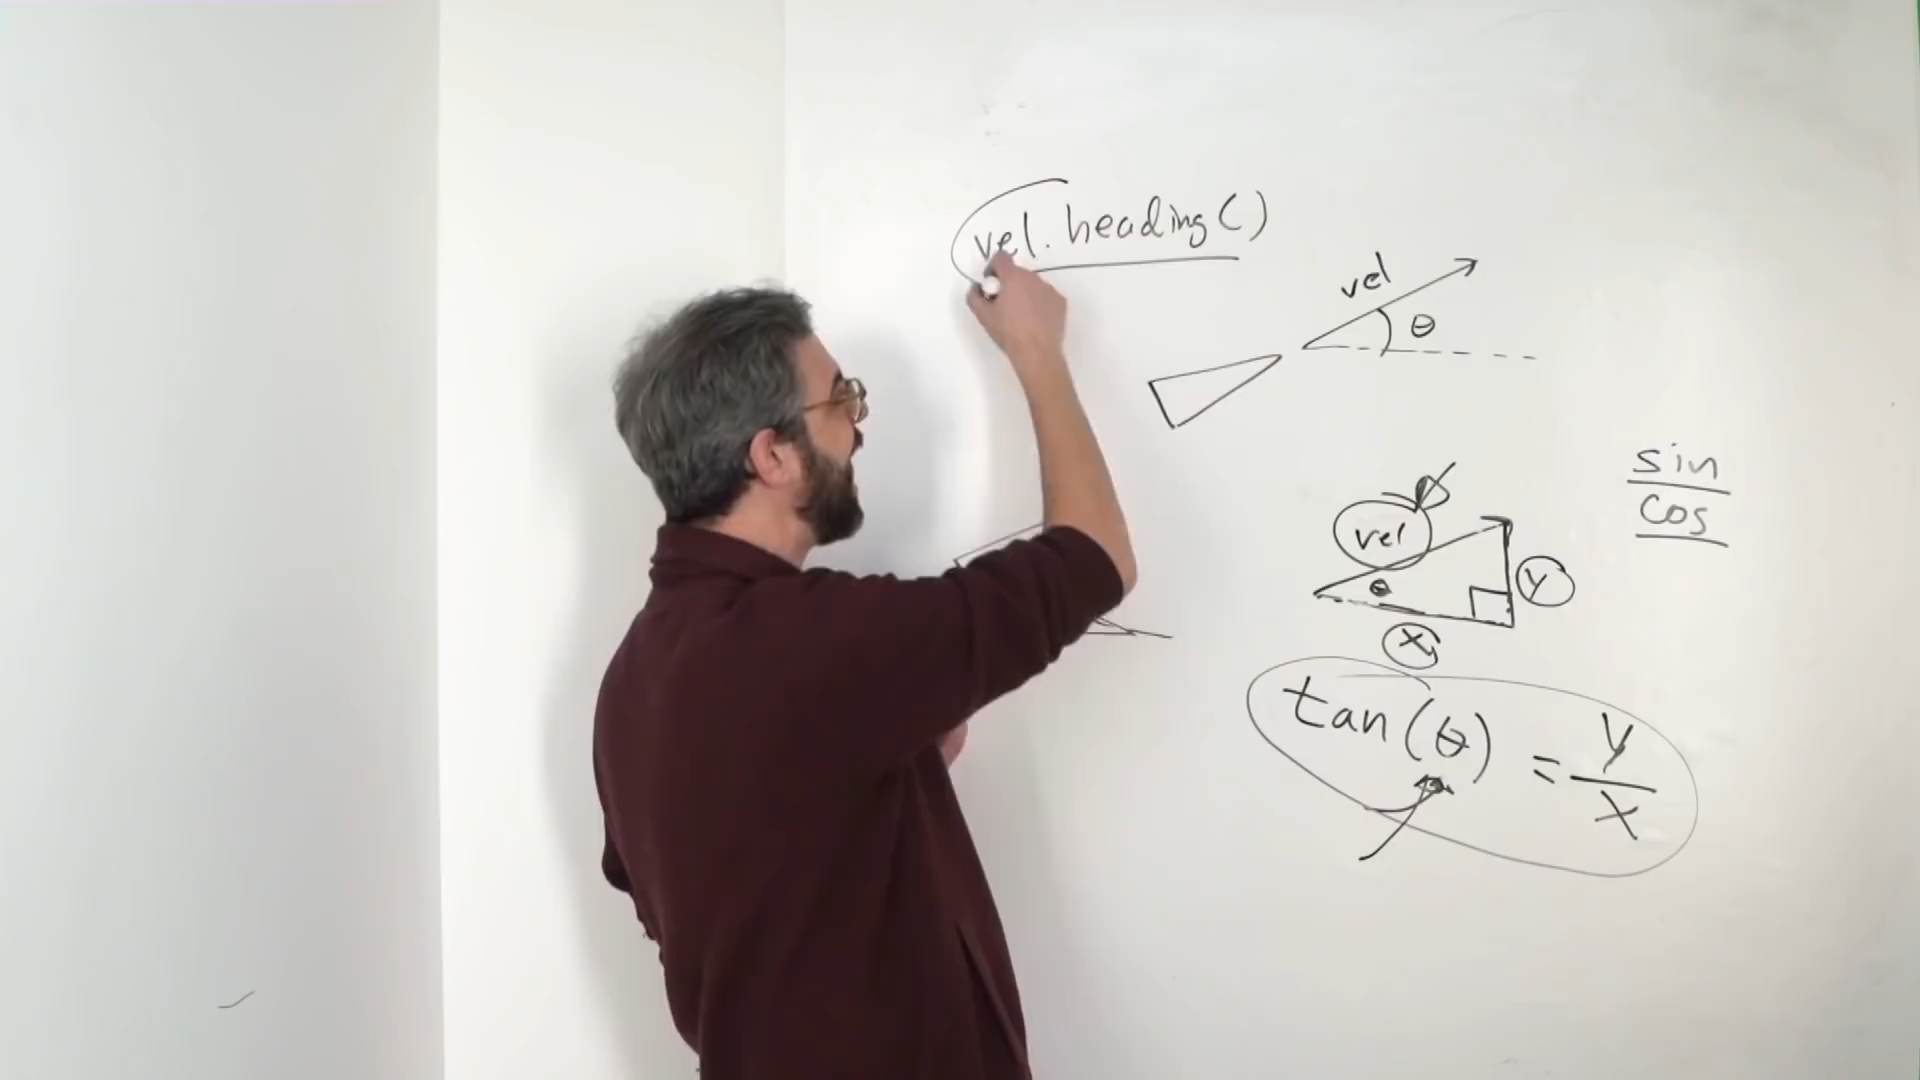 vel.heading()
vel
θ
sin
cos
vel
θ
y
x
tan(θ) = y/x